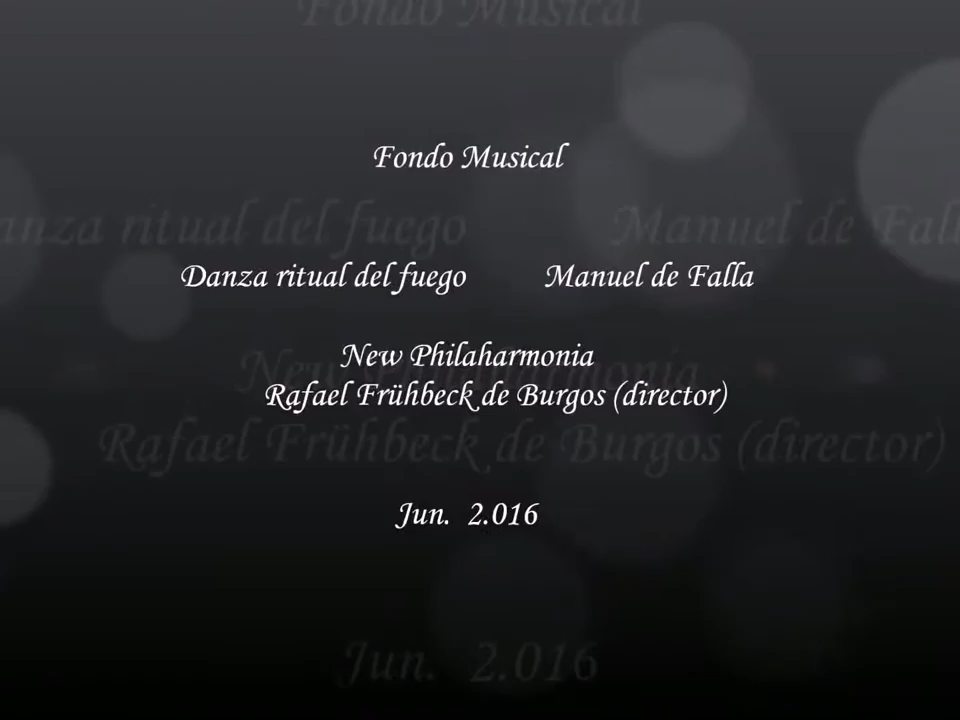 Fondo Musical
Danza ritual del fuego Manuel de Falla
New Philaharmonia
Rafael Frühbeck de Burgos (director)
Jun. 2.016